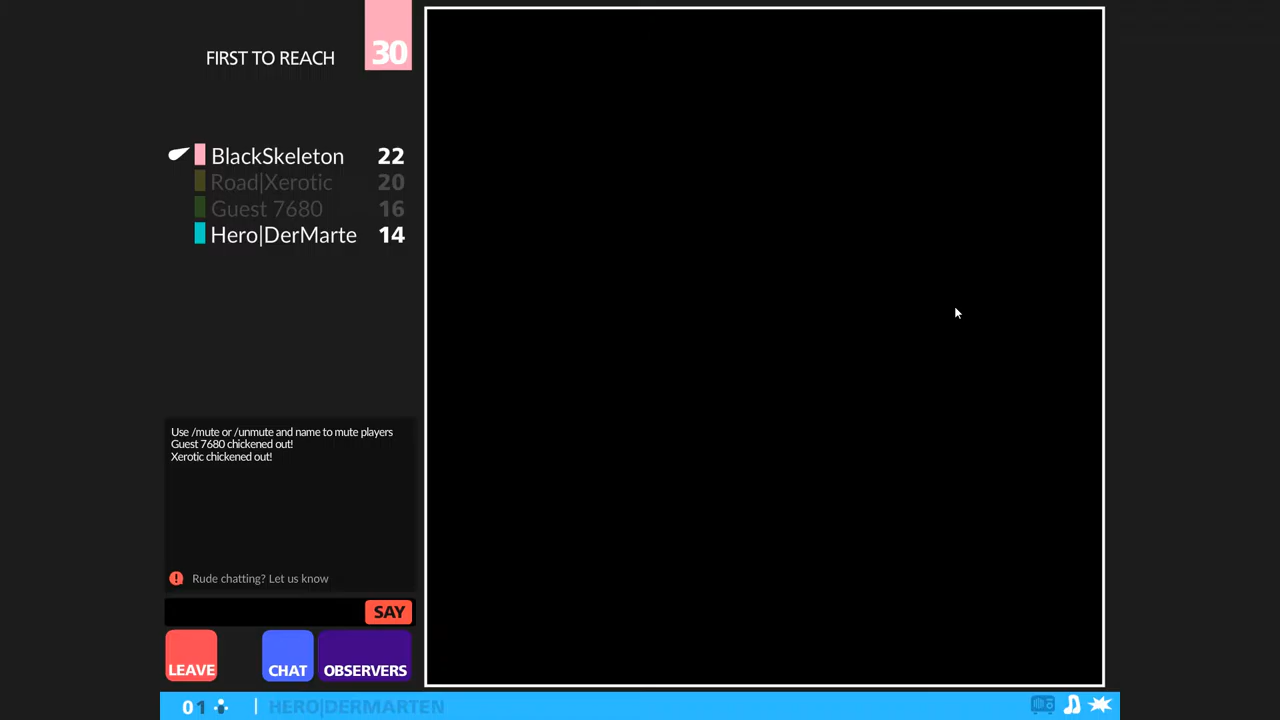 FIRST TO REACH 30
BlackSkeleton 22
Road|Xerotic 20
Guest 7680 16
Hero|DerMarte 14
Use /mute or /unmute and name to mute players
Guest 7680 chickened out!
Xerotic chickened out!
Rude chatting? Let us know
SAY
LEAVE CHAT OBSERVERS
01 HERO|DERMARTEN